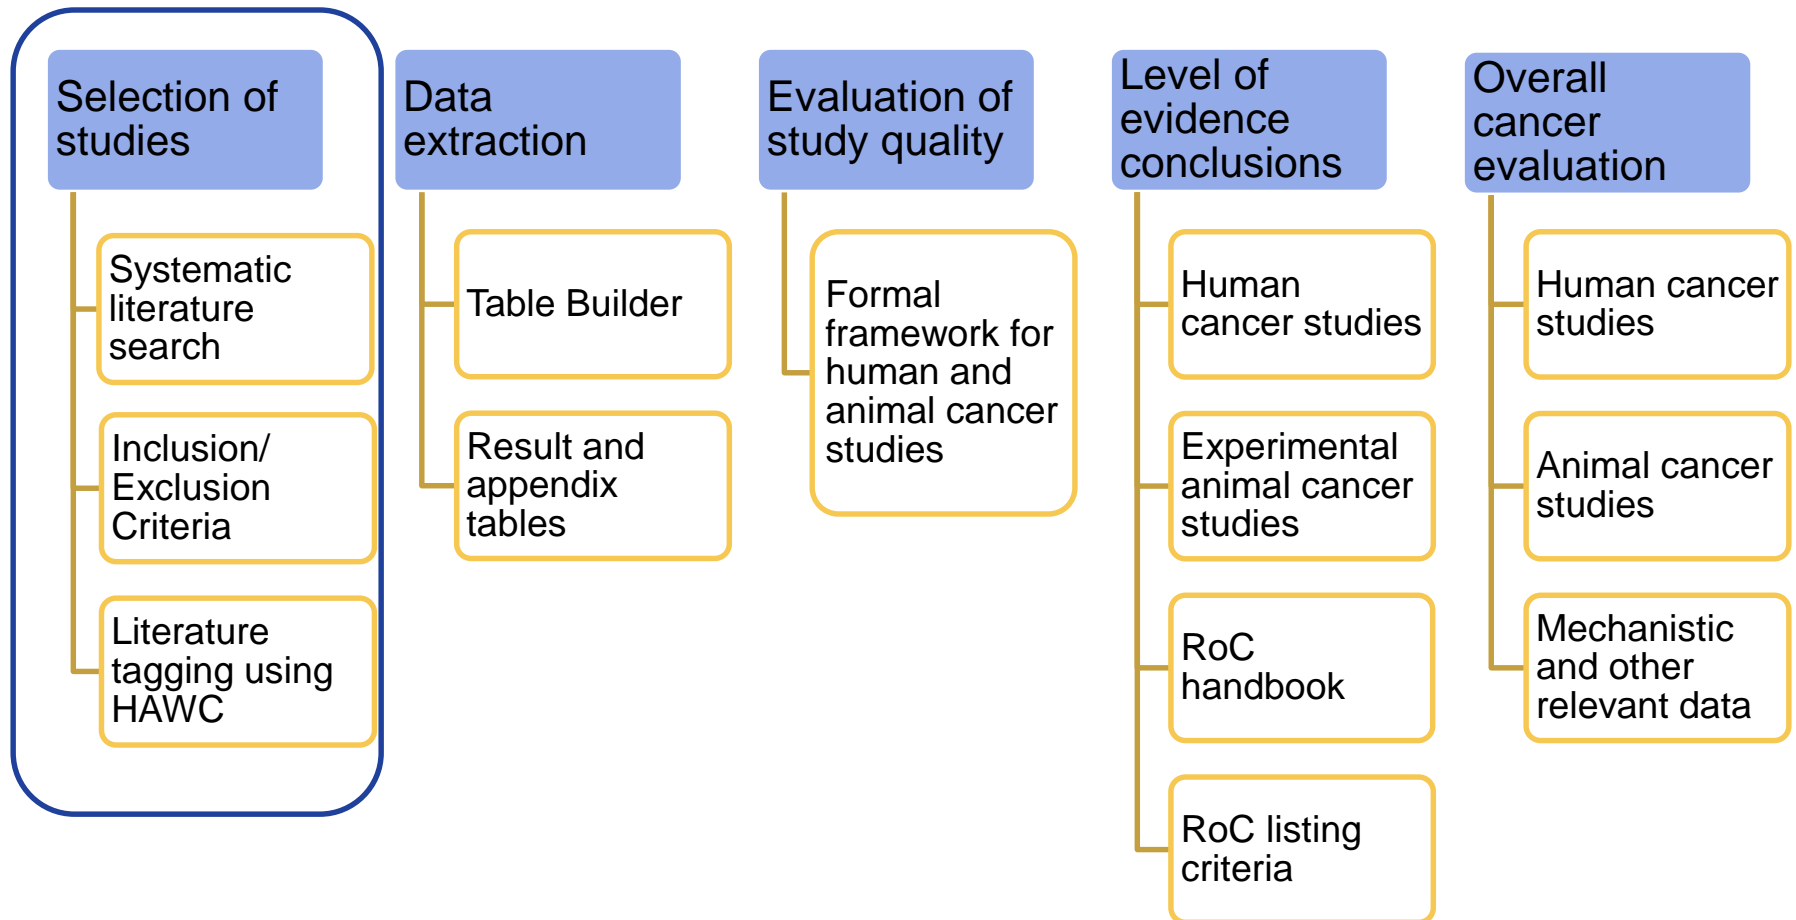 Selection of
studies
Systematic
literature
search
Inclusion/
Exclusion
Criteria
Literature
tagging using
HAWC
Data
extraction
Table Builder
Result and
appendix
tables
Evaluation of
study quality
Formal
framework for
human and
animal cancer
studies
Level of
evidence
conclusions
Human
cancer studies
Experimental
animal cancer
studies
RoC
handbook
RoC listing
criteria
Overall
cancer
evaluation
Human cancer
studies
Animal cancer
studies
Mechanistic
and other
relevant data